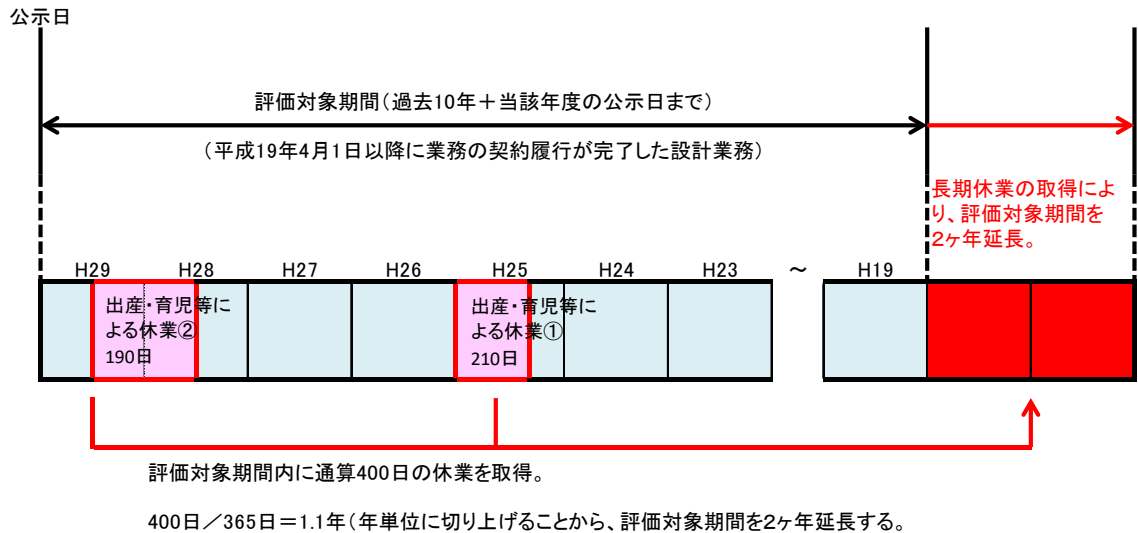 公示日
評価対象期間（過去10年＋当該年度の公示日まで）
（平成19年4月1日以降に業務の契約履行が完了した設計業務）
長期休業の取得によ
り、評価対象期間を
2ヶ年延長。
H29 H28 H27 H26 H25 H24 H23 ～ H19
出産・育児等に
よる休業②
190日
出産・育児等に
よる休業①
210日
評価対象期間内に通算400日の休業を取得。
400日／365日＝1.1年（年単位に切り上げることから、評価対象期間を2ヶ年延長する。